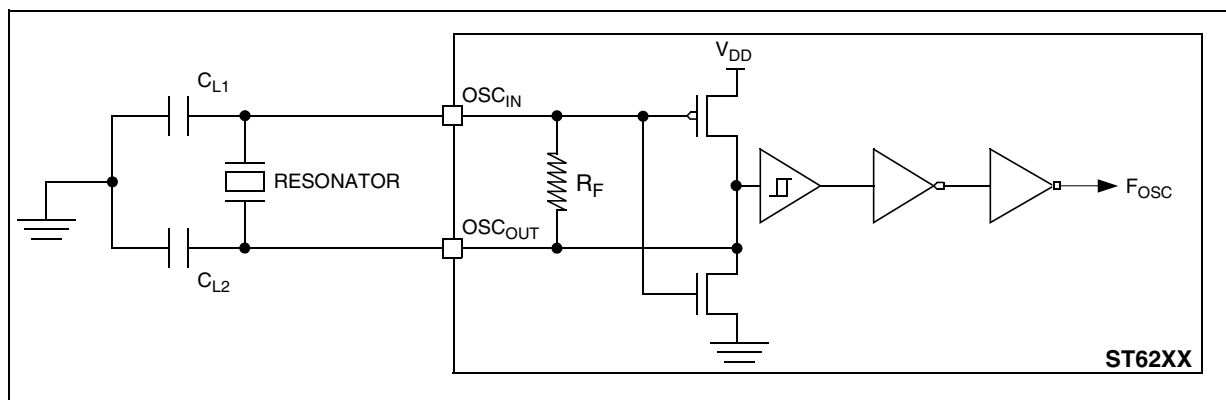 V_DD
C_L1
OSC_IN
RESONATOR
R_F
F_OSC
OSC_OUT
C_L2
ST62XX